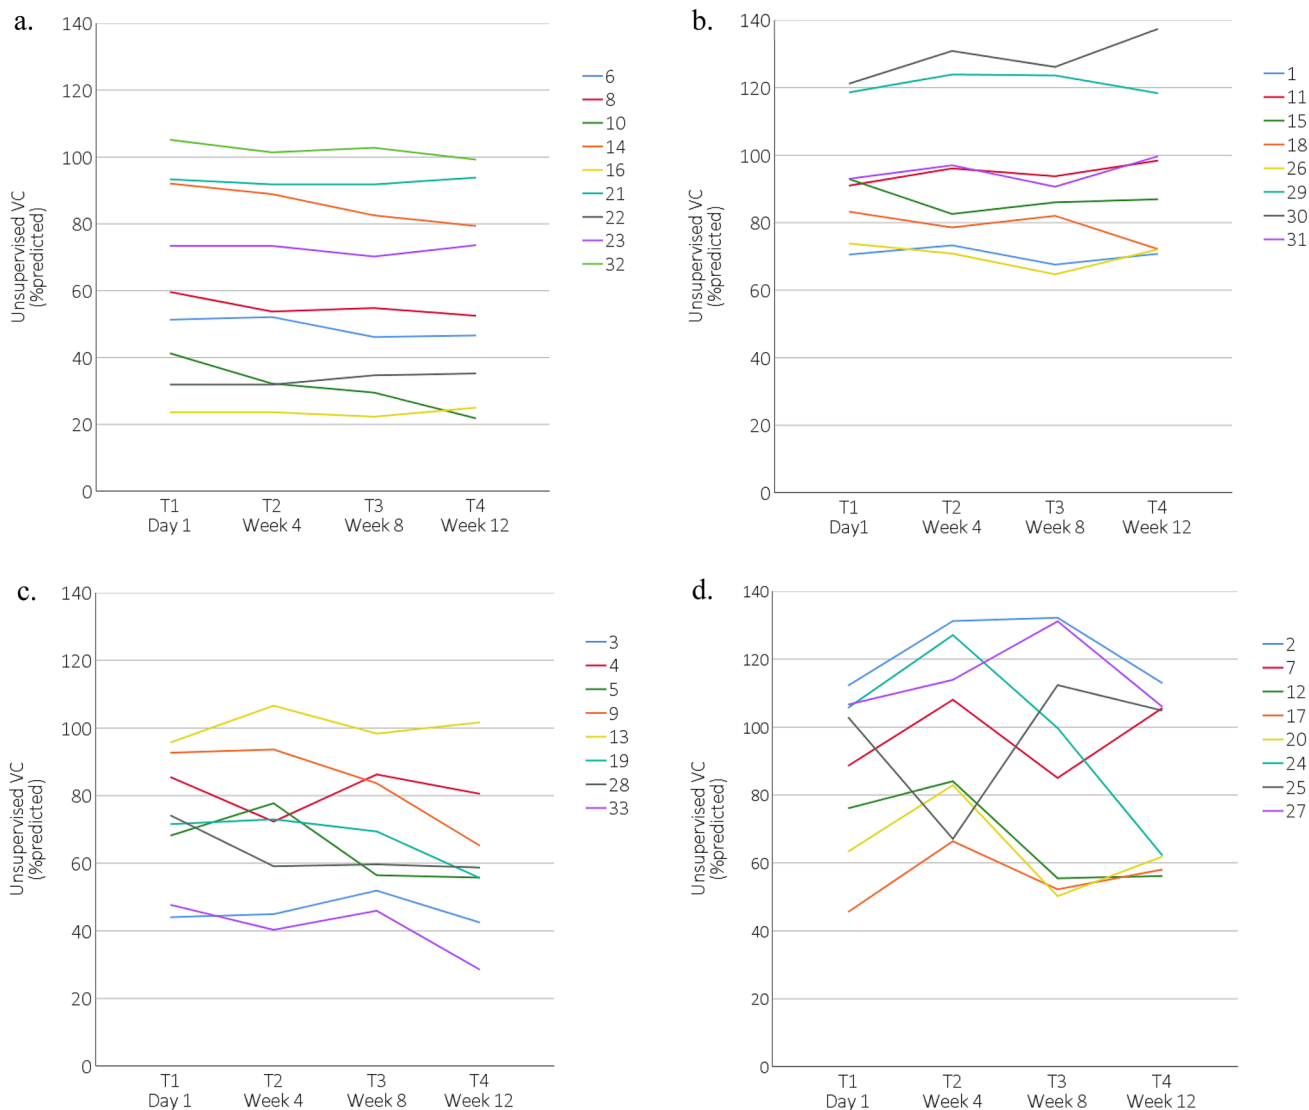 a.
Unsupervised VC
(%predicted)
140
120
100
80
60
40
20
0
T1
Day 1
T2
Week 4
T3
Week 8
T4
Week 12
6
8
10
14
16
21
22
23
32
b.
Unsupervised VC
(%predicted)
140
120
100
80
60
40
20
0
T1
Day1
T2
Week 4
T3
Week 8
T4
Week 12
1
11
15
18
26
29
30
31
c.
Unsupervised VC
(%predicted)
140
120
100
80
60
40
20
0
T1
Day 1
T2
Week 4
T3
Week 8
T4
Week 12
3
4
5
9
13
19
28
33
d.
Unsupervised VC
(%predicted)
140
120
100
80
60
40
20
0
T1
Day 1
T2
Week 4
T3
Week 8
T4
Week 12
2
7
12
17
20
24
25
27